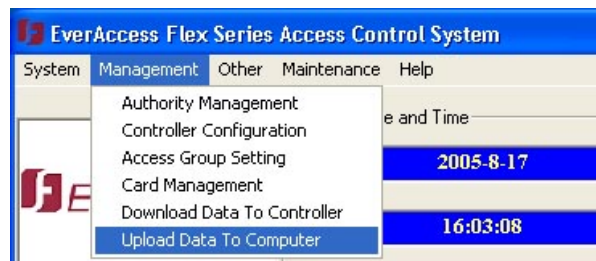 EverAccess Flex Series Access Control System
System Management Other Maintenance Help
Authority Management
Controller Configuration
Access Group Setting
Card Management
Download Data To Controller
Upload Data To Computer
e and Time
2005-8-17
16:03:08
E